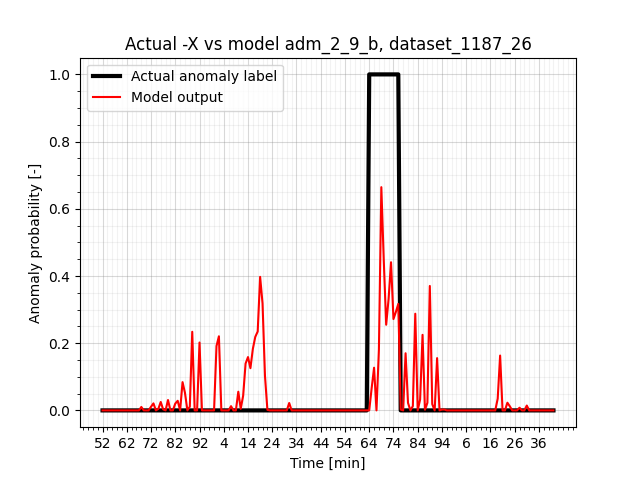 Actual -X vs model adm_2_9_b, dataset_1187_26
Actual anomaly label
Model output
1.0
0.8
0.6
0.4
0.2
0.0
Anomaly probability [-]
52 62 72 82 92 4 14 24 34 44 54 64 74 84 94 6 16 26 36
Time [min]